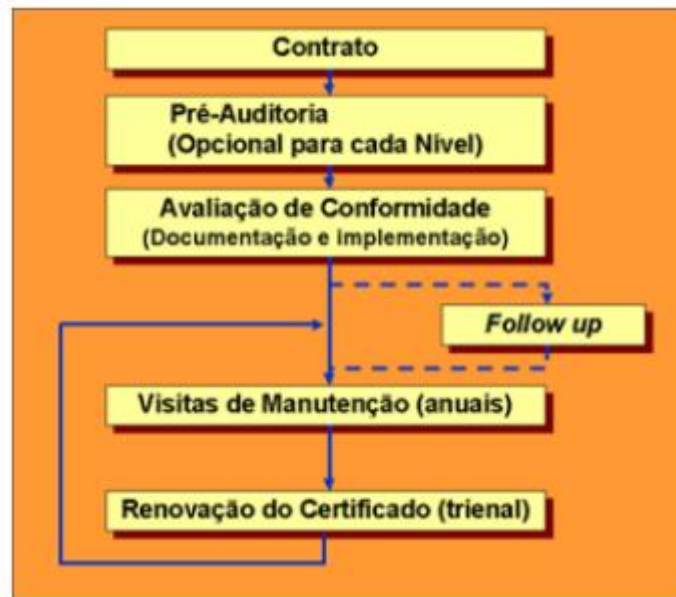 Contrato
Pré-Auditoria
(Opcional para cada Nível)
Avaliação de Conformidade
(Documentação e implementação)
Follow up
Visitas de Manutenção (anuais)
Renovação do Certificado (trienal)